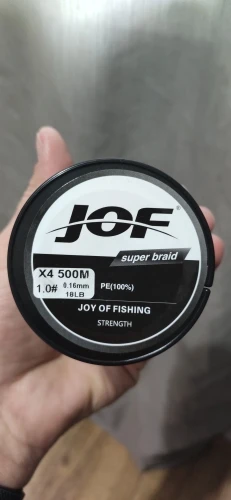 JOF®
super braid
X4 500M
1.0# 0.16mm
18LB
PE(100%)
JOY OF FISHING
STRENGTH